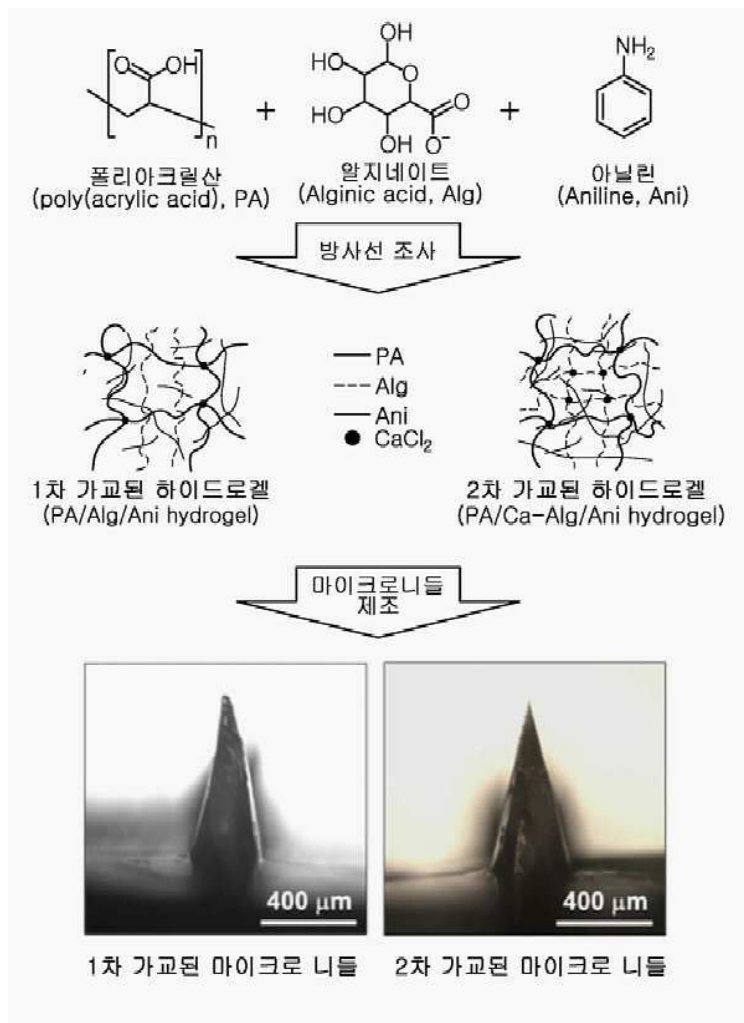 OH
O
n
+
HO
OH
O
HO
OH
O
O⁻
+
NH₂
폴리아크릴산
(poly(acrylic acid), PA)
알지네이트
(Alginic acid, Alg)
아닐린
(Aniline, Ani)
방사선 조사
PA
Alg
Ani
CaCl₂
1차 가교된 하이드로겔
(PA/Alg/Ani hydrogel)
2차 가교된 하이드로겔
(PA/Ca-Alg/Ani hydrogel)
마이크로니들
제조
400 μm
400 μm
1차 가교된 마이크로 니들
2차 가교된 마이크로 니들